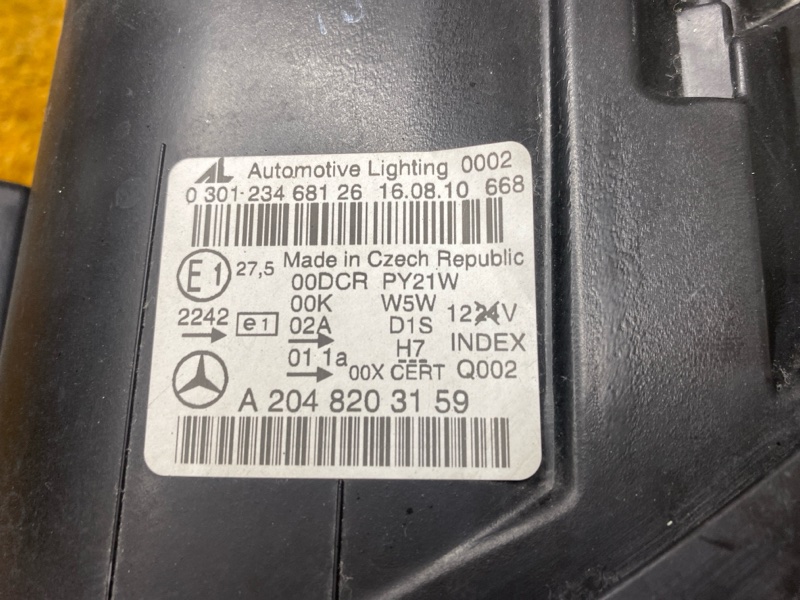 AL Automotive Lighting 0002
0 301 234 681 26 16.08.10 668
E1 27,5 Made in Czech Republic
00DCR PY21W
00K W5W
2242 e1 02A D1S 1224V
H7 INDEX
01 1a 00X CERT Q002
A 204 820 31 59